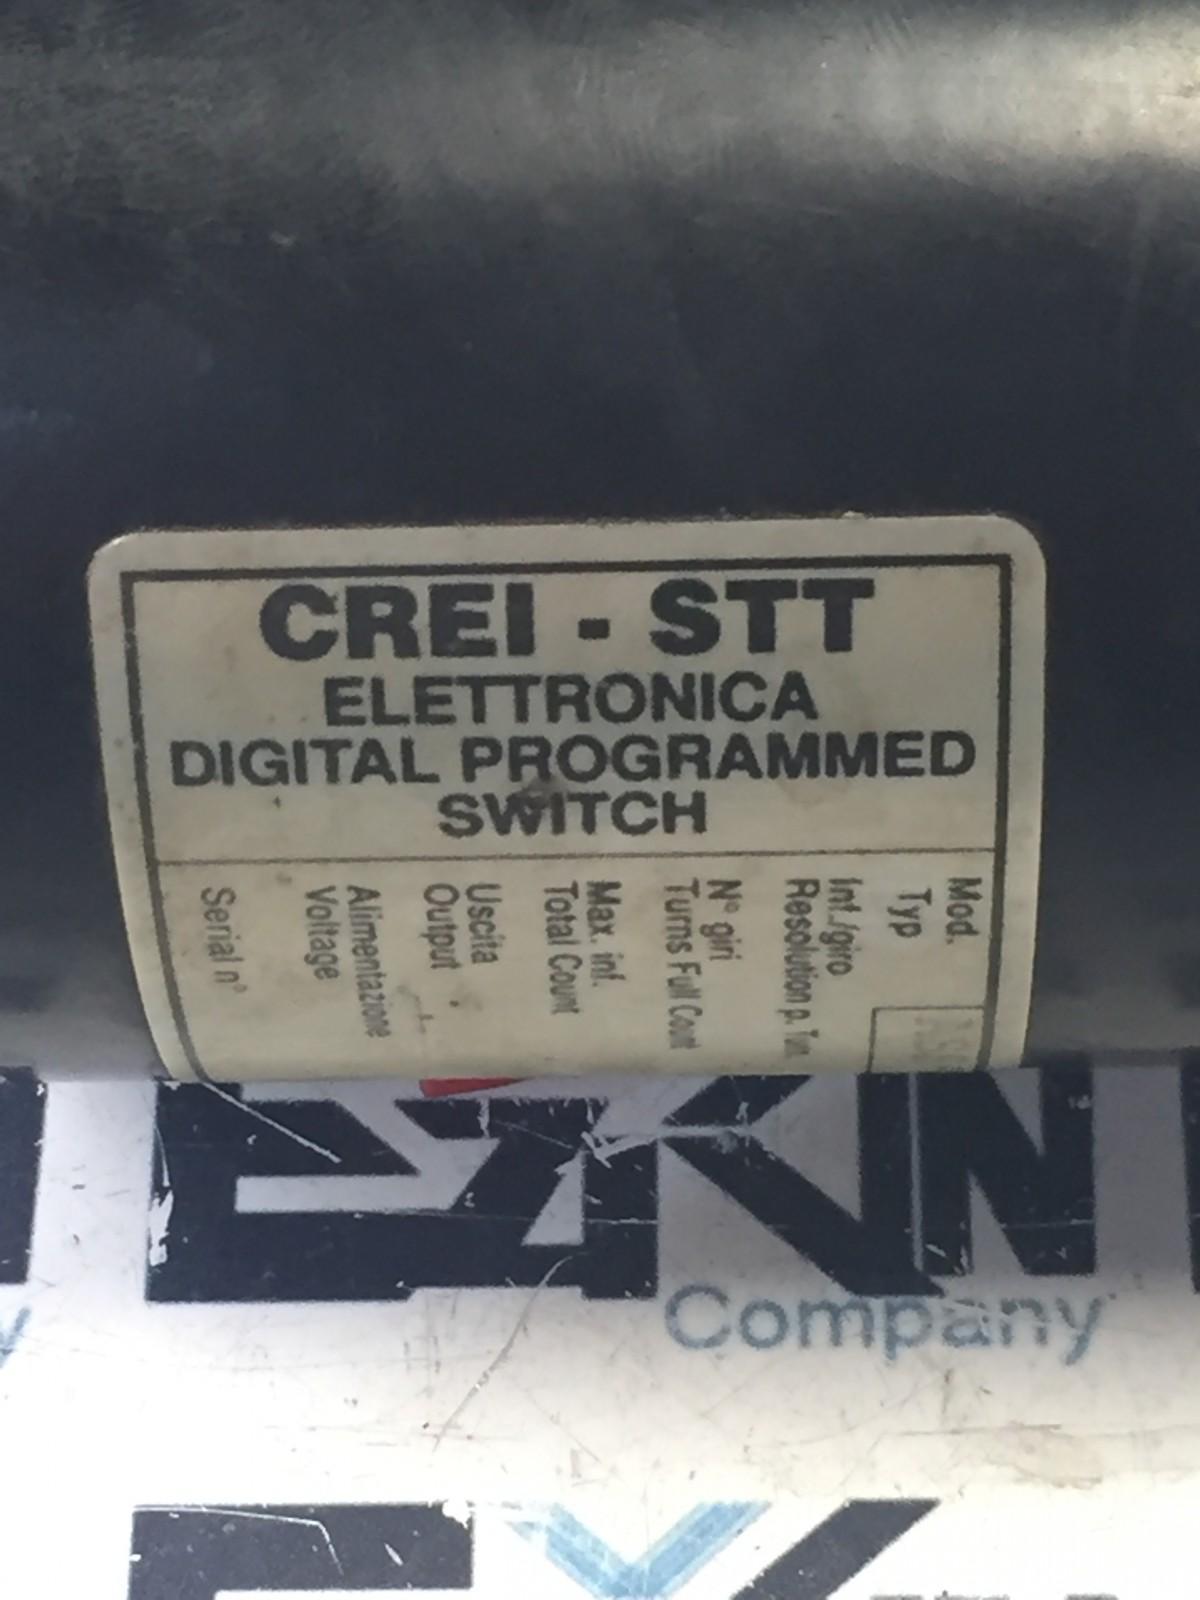 CREI - STT
ELETTRONICA
DIGITAL PROGRAMMED
SWITCH
Mod.
Typ
Inf./giro
Resolution p. Turn
N° giri
Turns Full Count
Max. inf.
Total Count
Uscita
Output
Alimentazione
Voltage
Serial n°
Company